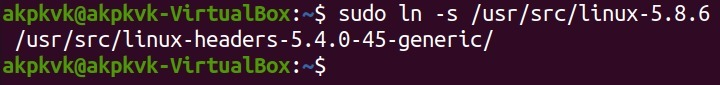 akpkvk@akpkvk-VirtualBox:~$ sudo ln -s /usr/src/linux-5.8.6
/usr/src/linux-headers-5.4.0-45-generic/
akpkvk@akpkvk-VirtualBox:~$